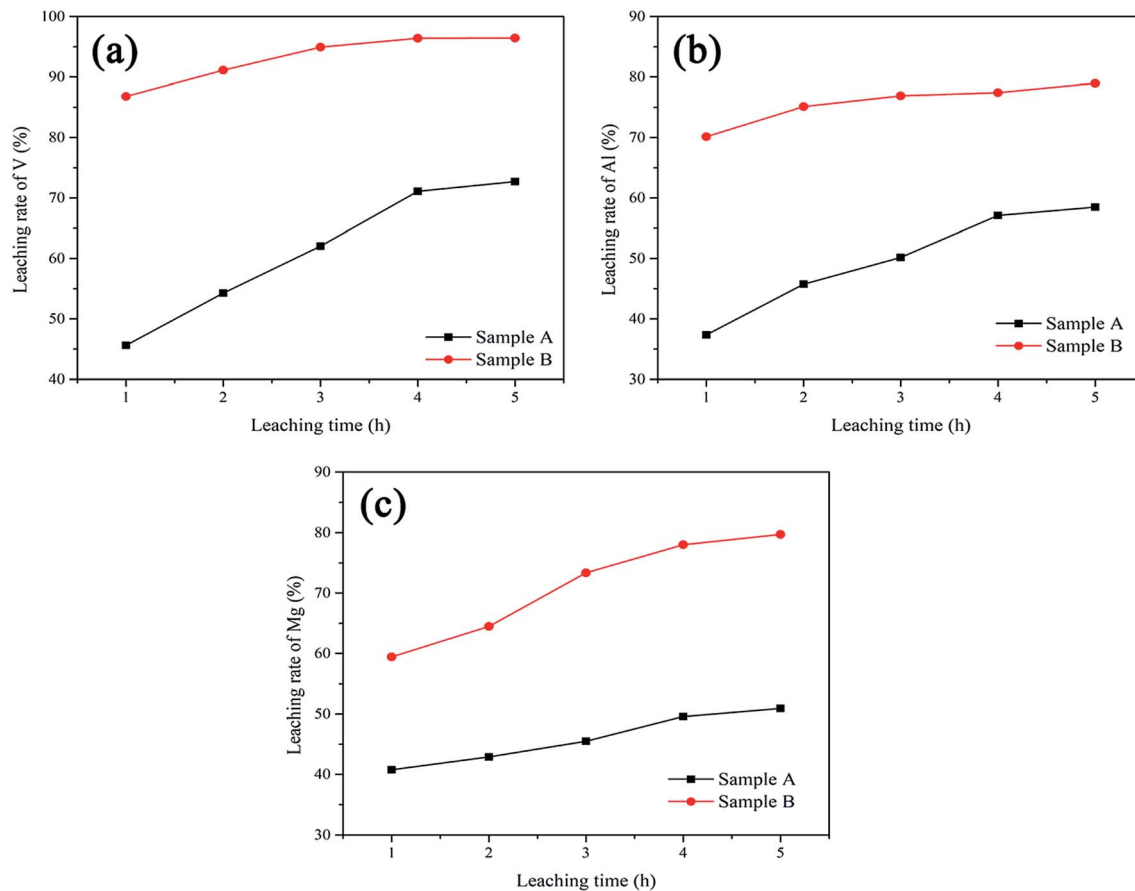 (a)
100
90
80
70
60
50
40
Leaching rate of V (%)
Sample A
Sample B
1 2 3 4 5
Leaching time (h)
(b)
90
80
70
60
50
40
30
Leaching rate of Al (%)
Sample A
Sample B
1 2 3 4 5
Leaching time (h)
(c)
90
80
70
60
50
40
30
Leaching rate of Mg (%)
Sample A
Sample B
1 2 3 4 5
Leaching time (h)